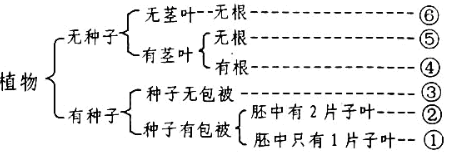 无茎叶--无根------------⑥
无种子
无根------------⑤
有茎叶
有根------------④
植物
种子无包被--------------③
有种子
胚中有2片子叶----②
种子有包被
胚中只有1片子叶--①